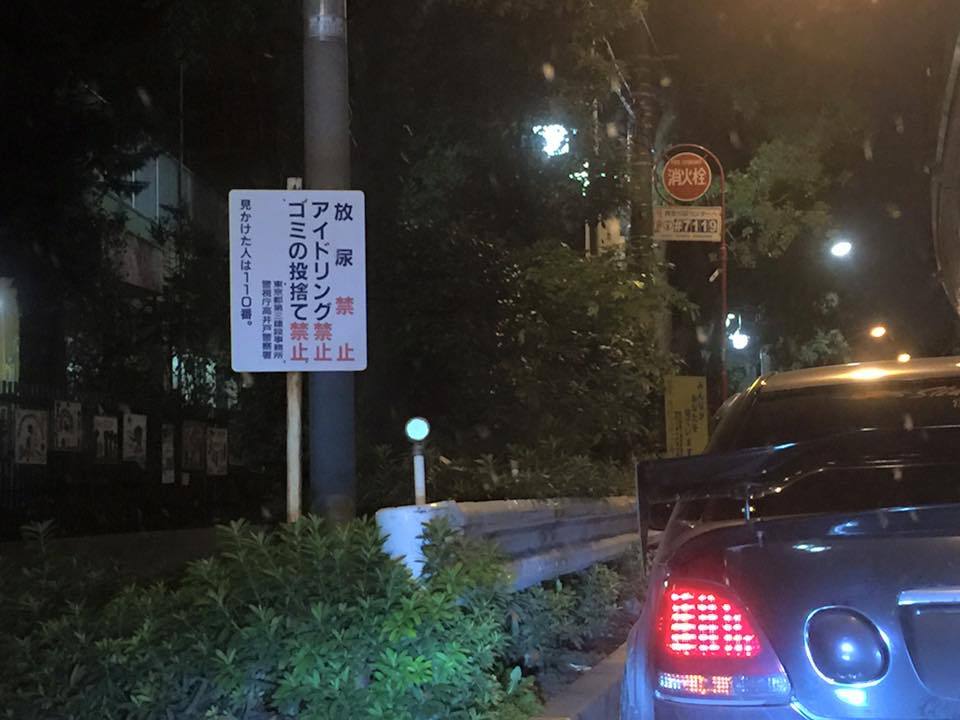 放尿禁止
アイドリング禁止
ゴミの投捨て禁止
東京都第三建設事務所
警視庁高井戸警察署
見かけた人は110番。
消火栓
#7119